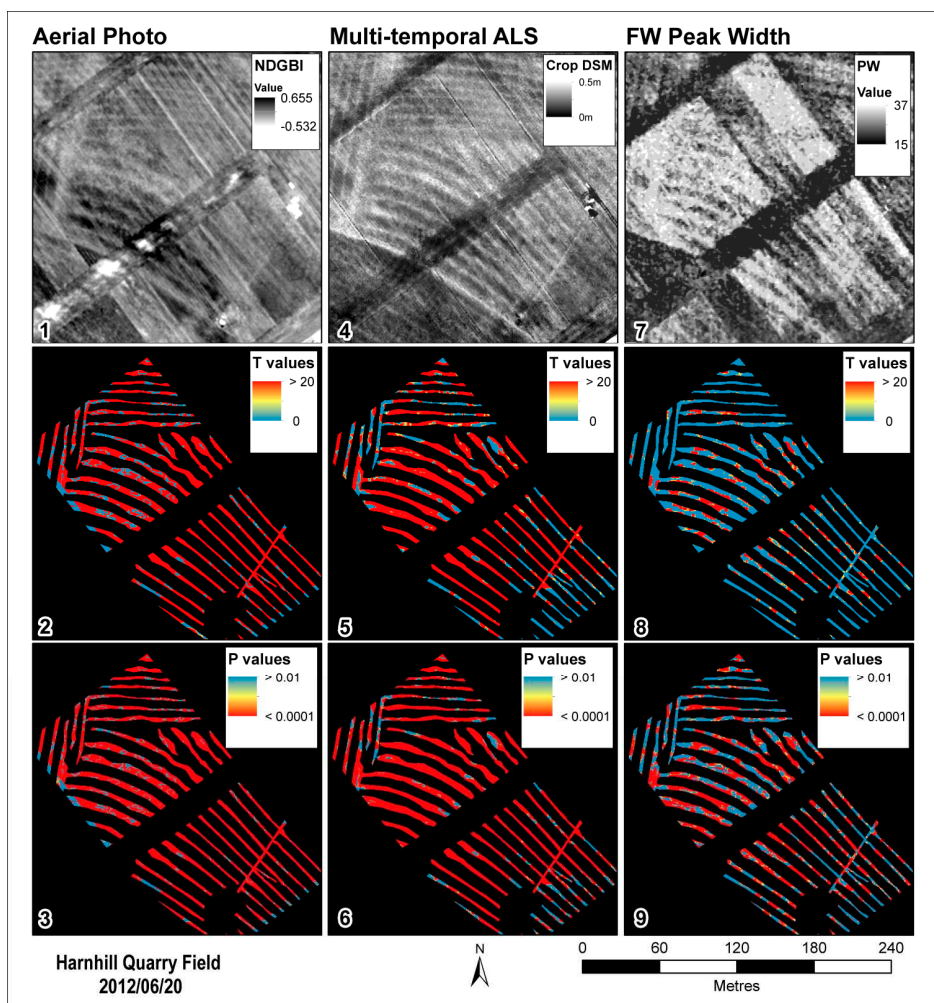 Aerial Photo
Multi-temporal ALS
FW Peak Width
NDGBI
Value
0.655
-0.532
1
Crop DSM
0.5m
0m
4
PW
Value
37
15
7
T values
> 20
0
2
T values
> 20
0
5
T values
> 20
0
8
P values
> 0.01
< 0.0001
3
P values
> 0.01
< 0.0001
6
P values
> 0.01
< 0.0001
9
Harnhill Quarry Field
2012/06/20
N
0 60 120 180 240
Metres